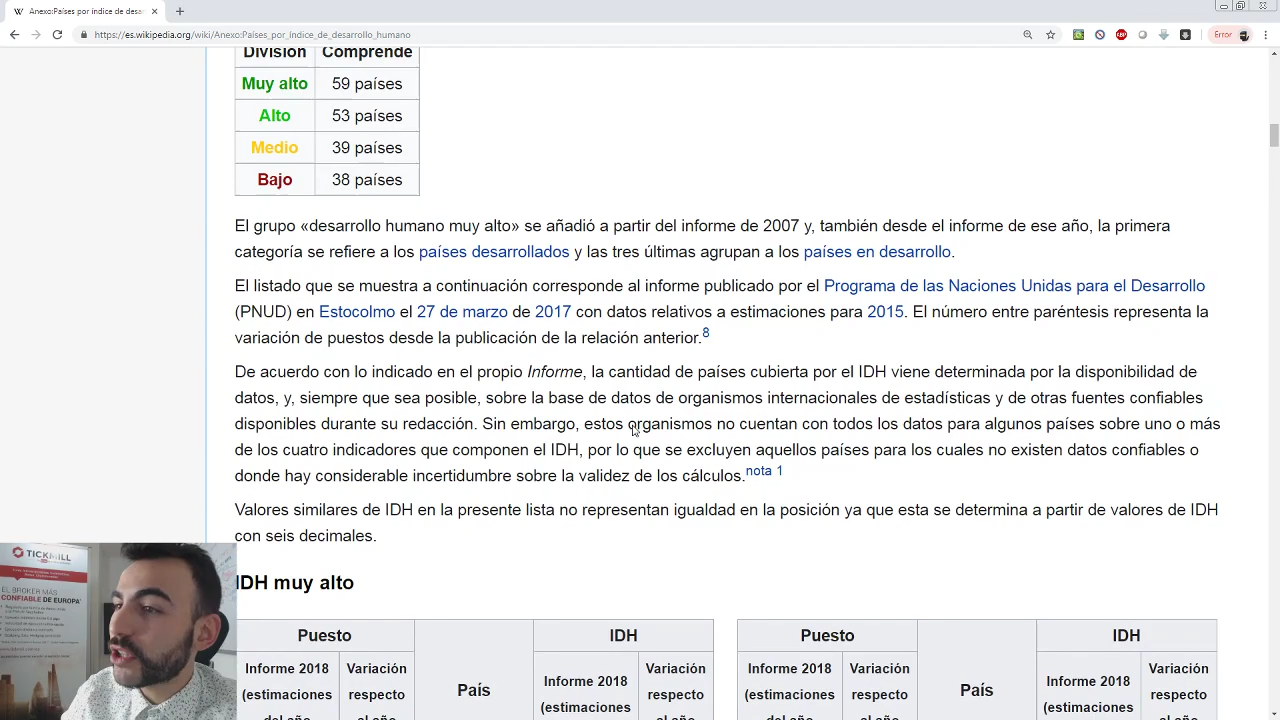 Anexo:Países por índice de desar
https://es.wikipedia.org/wiki/Anexo:Países_por_índice_de_desarrollo_humano
Error
División Comprende
Muy alto 59 países
Alto 53 países
Medio 39 países
Bajo 38 países
El grupo «desarrollo humano muy alto» se añadió a partir del informe de 2007 y, también desde el informe de ese año, la primera
categoría se refiere a los países desarrollados y las tres últimas agrupan a los países en desarrollo.
El listado que se muestra a continuación corresponde al informe publicado por el Programa de las Naciones Unidas para el Desarrollo
(PNUD) en Estocolmo el 27 de marzo de 2017 con datos relativos a estimaciones para 2015. El número entre paréntesis representa la
variación de puestos desde la publicación de la relación anterior.8
De acuerdo con lo indicado en el propio Informe, la cantidad de países cubierta por el IDH viene determinada por la disponibilidad de
datos, y, siempre que sea posible, sobre la base de datos de organismos internacionales de estadísticas y de otras fuentes confiables
disponibles durante su redacción. Sin embargo, estos organismos no cuentan con todos los datos para algunos países sobre uno o más
de los cuatro indicadores que componen el IDH, por lo que se excluyen aquellos países para los cuales no existen datos confiables o
donde hay considerable incertidumbre sobre la validez de los cálculos.nota 1
Valores similares de IDH en la presente lista no representan igualdad en la posición ya que esta se determina a partir de valores de IDH
con seis decimales.
TICKMILL
EL BROKER MÁS
CONFIABLE DE EUROPA
IDH muy alto
Puesto IDH Puesto IDH
Informe 2018 Variación País Informe 2018 Variación Informe 2018 Variación País Informe 2018 Variación
(estimaciones respecto (estimaciones respecto (estimaciones respecto (estimaciones respecto
del año al año al año del año al año al año